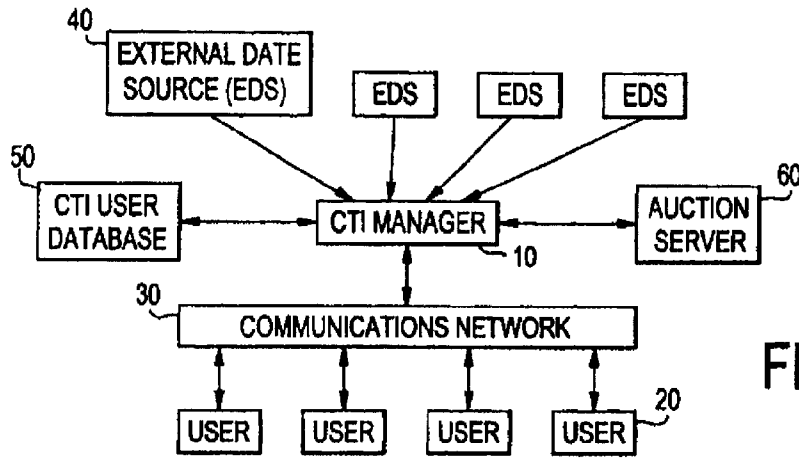 40
EXTERNAL DATE
SOURCE (EDS)
EDS
EDS
EDS
50
CTI USER
DATABASE
CTI MANAGER
10
60
AUCTION
SERVER
30
COMMUNICATIONS NETWORK
FI
USER
USER
USER
USER
20